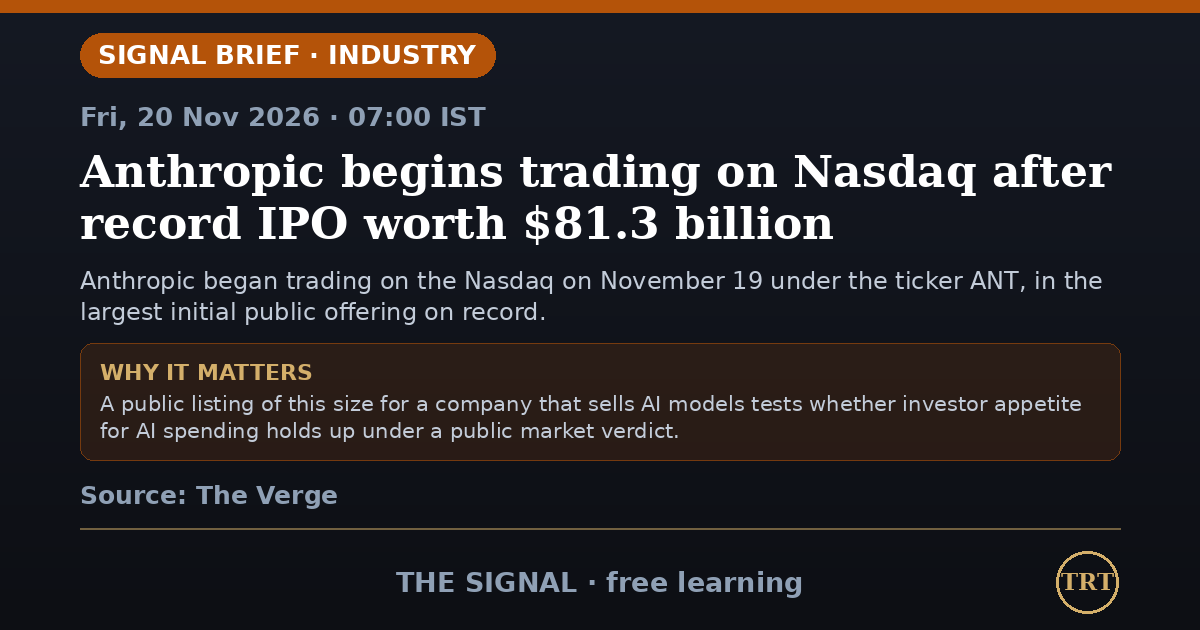 SIGNAL BRIEF · INDUSTRY
Fri, 20 Nov 2026 · 07:00 IST
Anthropic begins trading on Nasdaq after
record IPO worth $81.3 billion
Anthropic began trading on the Nasdaq on November 19 under the ticker ANT, in the
largest initial public offering on record.
WHY IT MATTERS
A public listing of this size for a company that sells AI models tests whether investor appetite
for AI spending holds up under a public market verdict.
Source: The Verge
THE SIGNAL · free learning
TRT